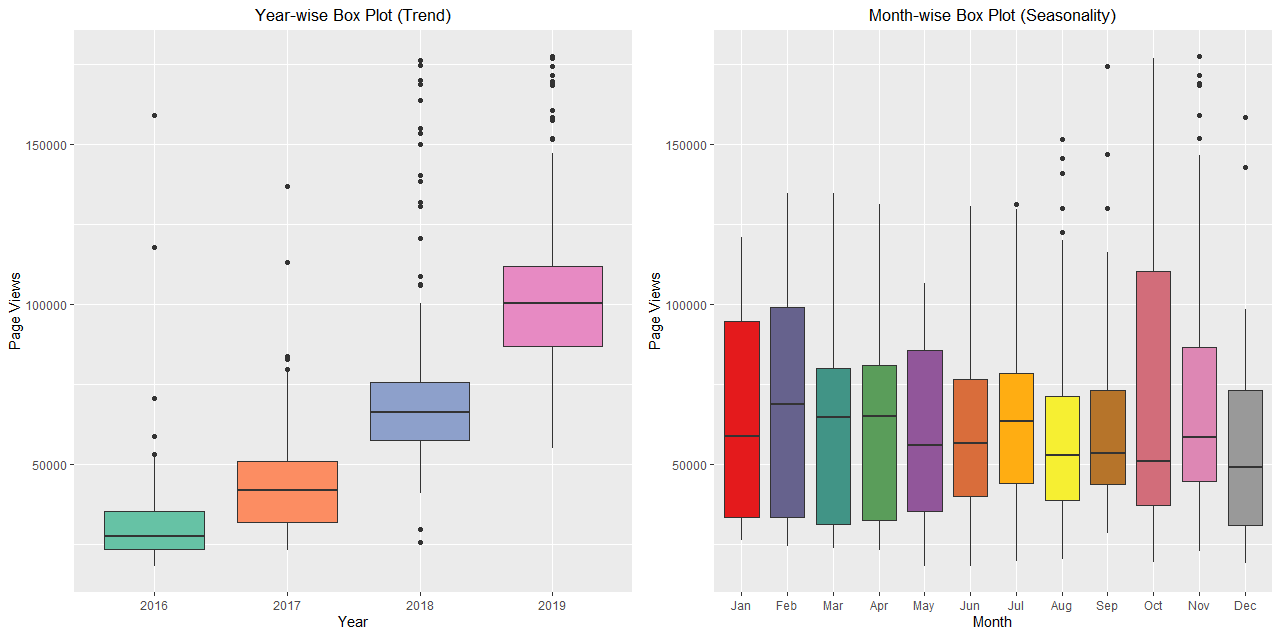 Year-wise Box Plot (Trend)
Page Views
150000
100000
50000
2016 2017 2018 2019
Year
Month-wise Box Plot (Seasonality)
Page Views
150000
100000
50000
Jan Feb Mar Apr May Jun Jul Aug Sep Oct Nov Dec
Month